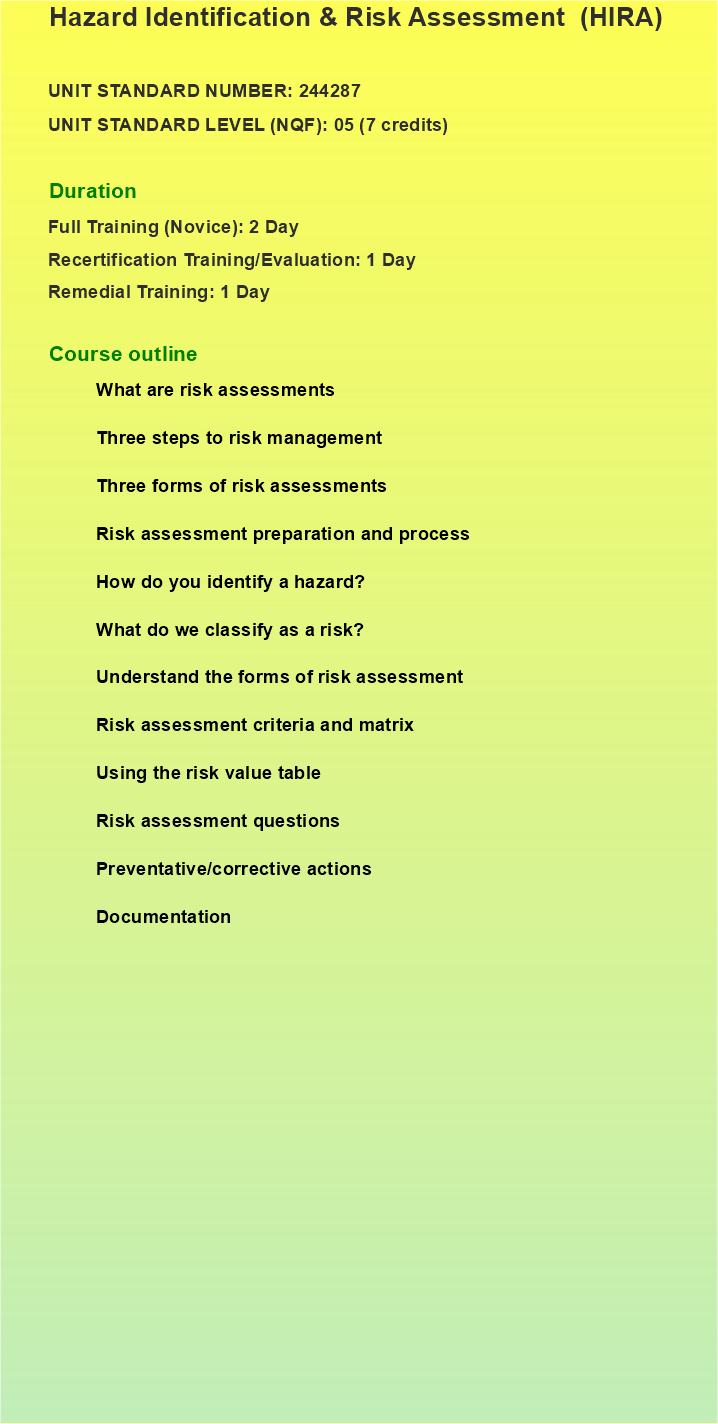 Hazard Identification & Risk Assessment  (HIRA)
UNIT STANDARD NUMBER: 244287
UNIT STANDARD LEVEL (NQF): 05 (7 credits)
Duration
Full Training (Novice): 2 Day
Recertification Training/Evaluation: 1 Day
Remedial Training: 1 Day
Course outline
What are risk assessments
Three steps to risk management
Three forms of risk assessments
Risk assessment preparation and process
How do you identify a hazard?
What do we classify as a risk?
Understand the forms of risk assessment
Risk assessment criteria and matrix
Using the risk value table
Risk assessment questions
Preventative/corrective actions
Documentation